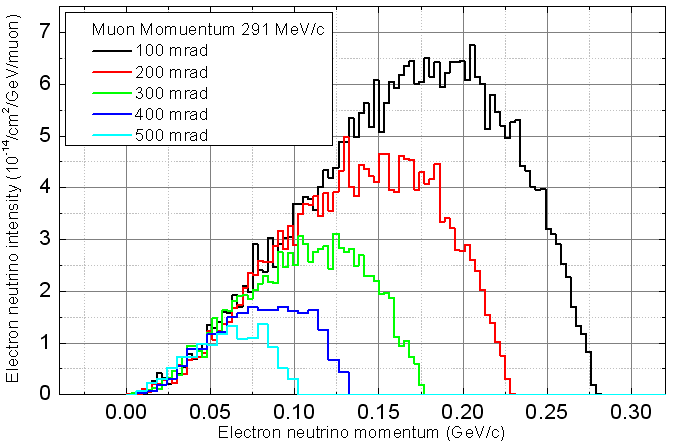 Muon Momuentum 291 MeV/c
100 mrad
200 mrad
300 mrad
400 mrad
500 mrad
Electron neutrino intensity (10⁻¹⁴/cm²/GeV/muon)
7
6
5
4
3
2
1
0
0.00 0.05 0.10 0.15 0.20 0.25 0.30
Electron neutrino momentum (GeV/c)